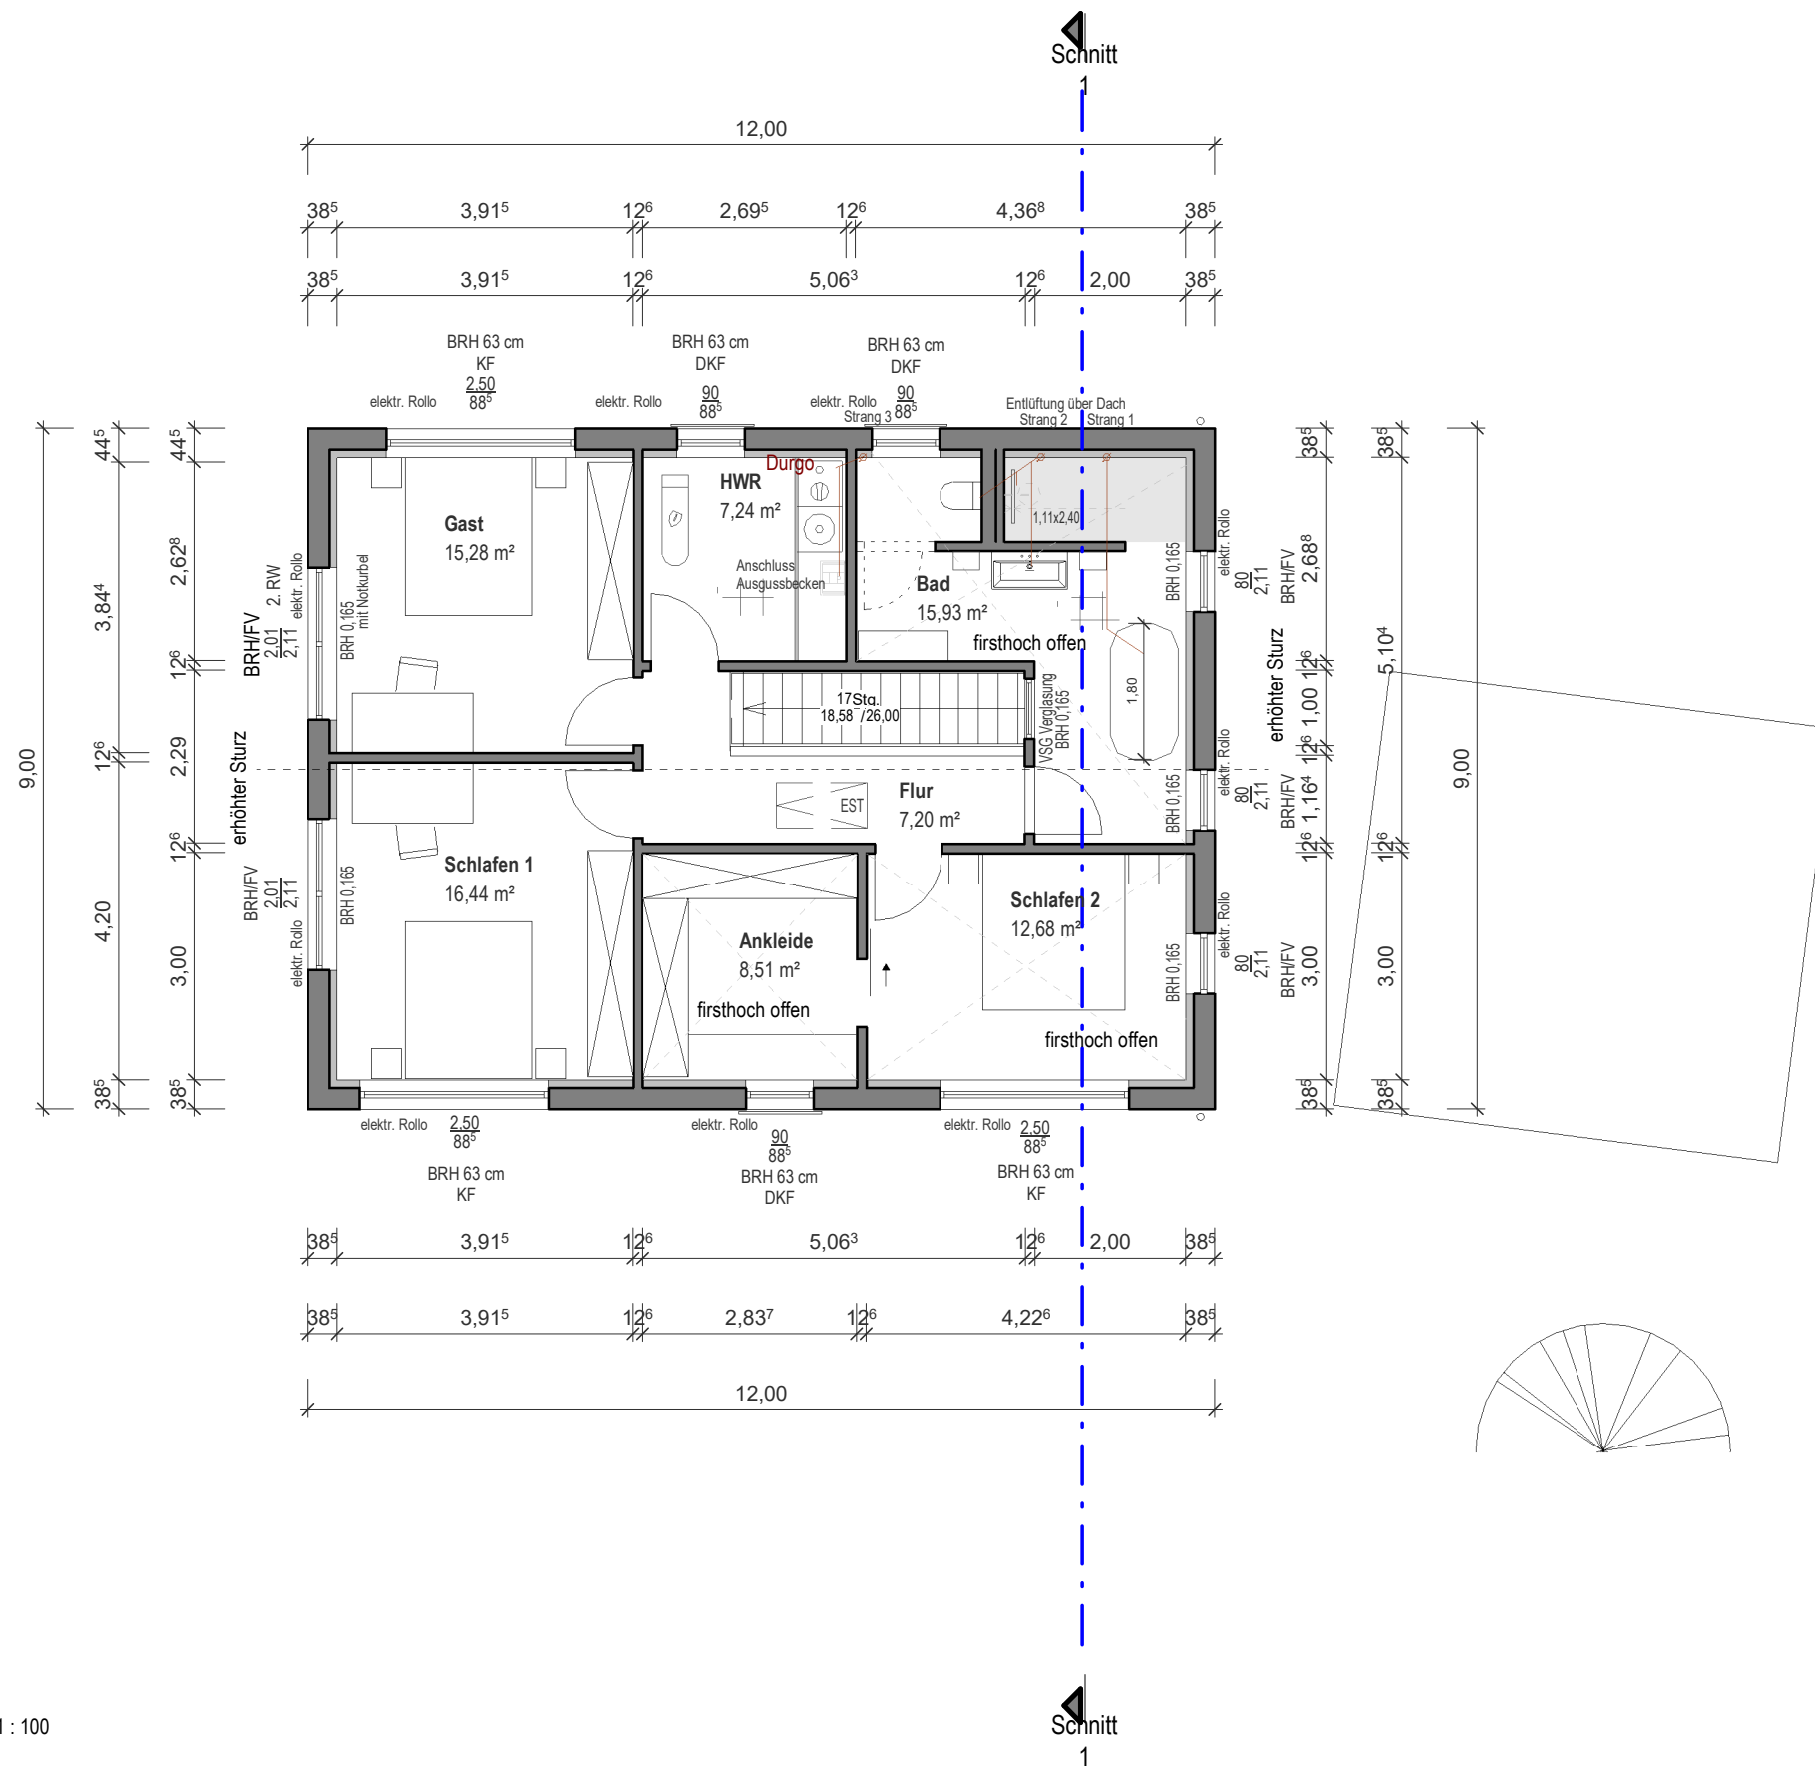 Schnitt
1
12,00
38⁵ 3,91⁵ 12⁶ 2,69⁵ 12⁶ 4,36⁸ 38⁵
38⁵ 3,91⁵ 12⁶ 5,06³ 12⁶ 2,00 38⁵
BRH 63 cm
KF
2,50
88⁵
elektr. Rollo
BRH 63 cm
DKF
90
88⁵
elektr. Rollo
BRH 63 cm
DKF
90
88⁵
elektr. Rollo
Strang 3
Entlüftung über Dach
Strang 2 Strang 1
9,00
44⁵
3,84⁴
12⁶
4,20
38⁵
44⁵
2,62⁸
12⁶
2,29
12⁶
3,00
38⁵
BRH/FV
2,01
2,11
2. RW
elektr. Rollo
BRH 0,165
mit Notkurbel
erhöhter Sturz
BRH/FV
2,01
2,11
elektr. Rollo
BRH 0,165
Gast
15,28 m²
Durgo
HWR
7,24 m²
Anschluss
Ausgussbecken
1,11x2,40
Bad
15,93 m²
firsthoch offen
1,80
17Stg.
18,58 /26,00
VSG Verglasung
BRH 0,165
Flur
7,20 m²
EST
Schlafen 1
16,44 m²
Ankleide
8,51 m²
firsthoch offen
Schlafen 2
12,68 m²
firsthoch offen
BRH 0,165
elektr. Rollo
80
2,11
BRH/FV
erhöhter Sturz
BRH 0,165
elektr. Rollo
80
2,11
BRH/FV
BRH 0,165
elektr. Rollo
80
2,11
BRH/FV
38⁵
2,68⁸
12⁶
1,00
12⁶
1,16⁴
12⁶
3,00
38⁵
38⁵
5,10⁴
12⁶
3,00
38⁵
9,00
elektr. Rollo
2,50
88⁵
BRH 63 cm
KF
elektr. Rollo
90
88⁵
BRH 63 cm
DKF
elektr. Rollo
2,50
88⁵
BRH 63 cm
KF
38⁵ 3,91⁵ 12⁶ 5,06³ 12⁶ 2,00 38⁵
38⁵ 3,91⁵ 12⁶ 2,83⁷ 12⁶ 4,22⁶ 38⁵
12,00
: 100
Schnitt
1